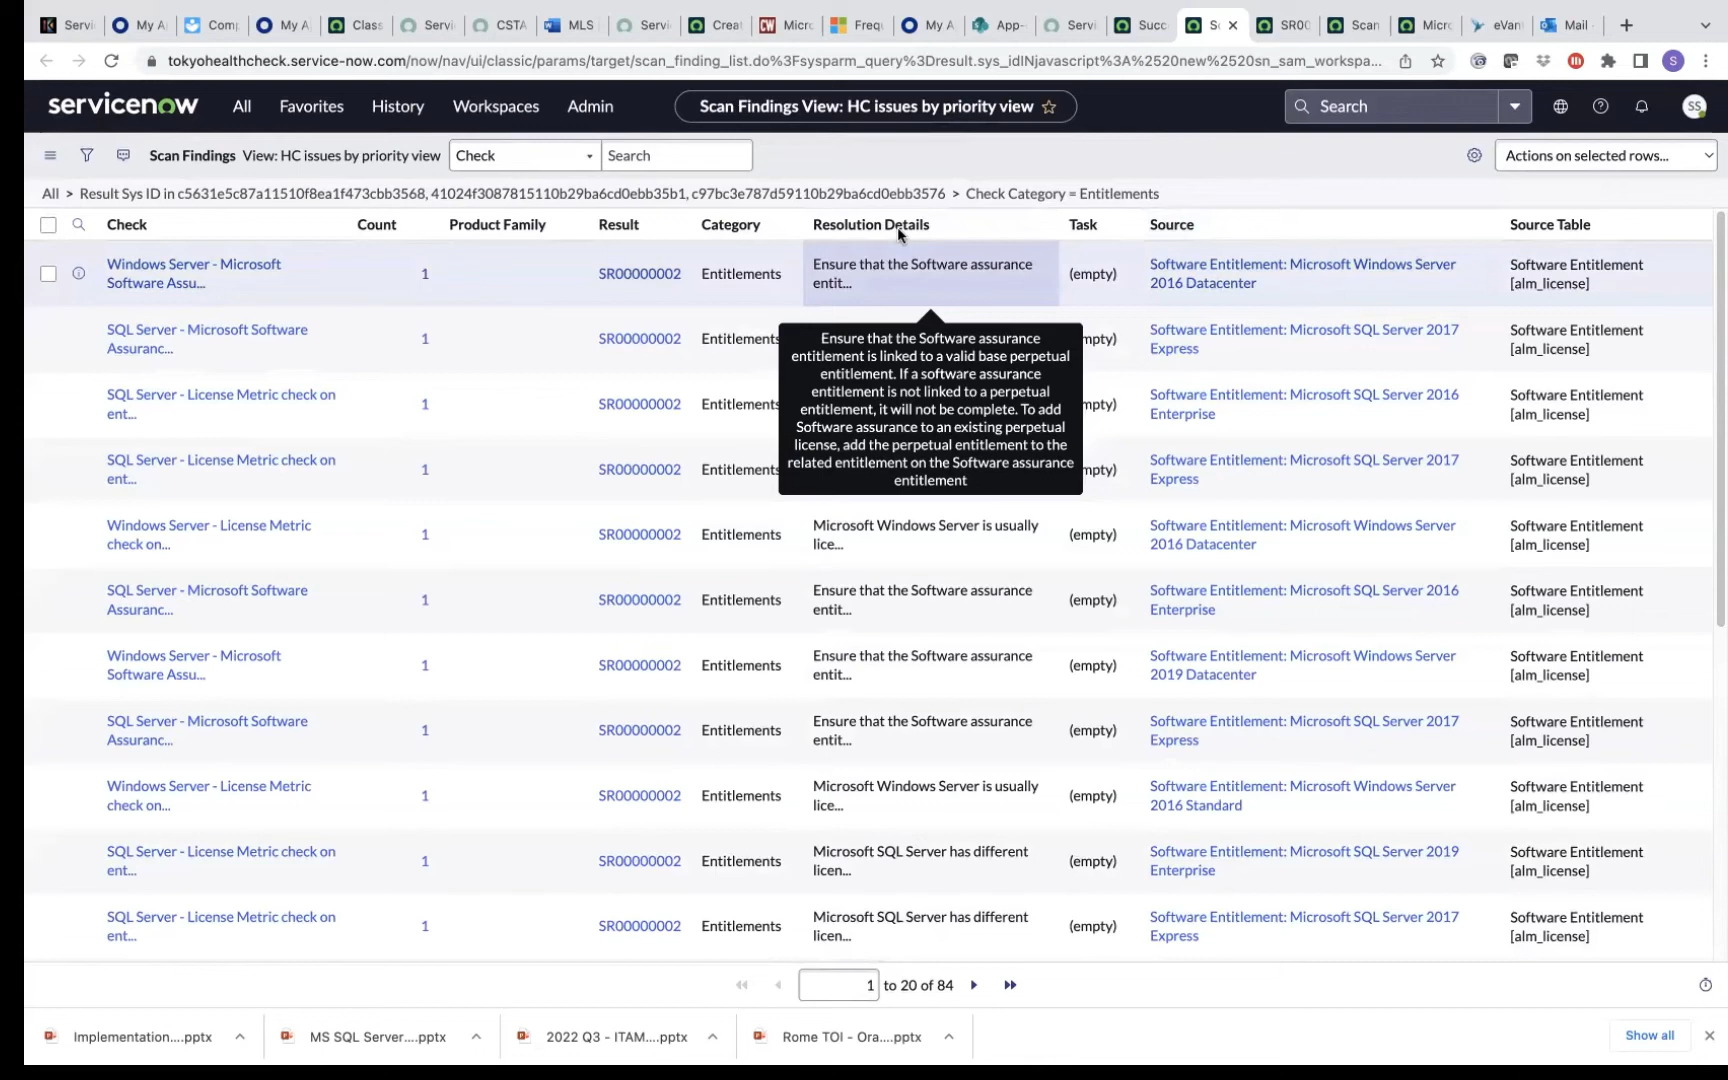 Servi
My A
Comp
My A
Class
Servi
CSTA
MLS
Servi
Creat
Micro
Frequ
My A
App-
Servi
Succ
Sc
SR00
Scan
Micro
eVan
Mail
tokyohealthcheck.service-now.com/now/nav/ui/classic/params/target/scan_finding_list.do%3Fsysparm_query%3Dresult.sys_idINjavascript%3A%2520new%2520sn_sam_workspa...
S
servicenow
All
Favorites
History
Workspaces
Admin
Scan Findings View: HC issues by priority view
Search
SS
Scan Findings View: HC issues by priority view
Check
Search
Actions on selected rows...
All > Result Sys ID in c5631e5c87a11510f8ea1f473cbb3568, 41024f3087815110b29ba6cd0ebb35b1, c97bc3e787d59110b29ba6cd0ebb3576 > Check Category = Entitlements
Check
Count
Product Family
Result
Category
Resolution Details
Task
Source
Source Table
Windows Server - Microsoft
Software Assu...
1
SR00000002
Entitlements
Ensure that the Software assurance
entit...
(empty)
Software Entitlement: Microsoft Windows Server
2016 Datacenter
Software Entitlement
[alm_license]
SQL Server - Microsoft Software
Assuranc...
1
SR00000002
Entitlements
Ensure that the Software assurance
entitlement is linked to a valid base perpetual
entitlement. If a software assurance
entitlement is not linked to a perpetual
entitlement, it will not be complete. To add
Software assurance to an existing perpetual
license, add the perpetual entitlement to the
related entitlement on the Software assurance
entitlement
mpty)
Software Entitlement: Microsoft SQL Server 2017
Express
Software Entitlement
[alm_license]
SQL Server - License Metric check on
ent...
1
SR00000002
Entitlements
mpty)
Software Entitlement: Microsoft SQL Server 2016
Enterprise
Software Entitlement
[alm_license]
SQL Server - License Metric check on
ent...
1
SR00000002
Entitlements
mpty)
Software Entitlement: Microsoft SQL Server 2017
Express
Software Entitlement
[alm_license]
Windows Server - License Metric
check on...
1
SR00000002
Entitlements
Microsoft Windows Server is usually
lice...
(empty)
Software Entitlement: Microsoft Windows Server
2016 Datacenter
Software Entitlement
[alm_license]
SQL Server - Microsoft Software
Assuranc...
1
SR00000002
Entitlements
Ensure that the Software assurance
entit...
(empty)
Software Entitlement: Microsoft SQL Server 2016
Enterprise
Software Entitlement
[alm_license]
Windows Server - Microsoft
Software Assu...
1
SR00000002
Entitlements
Ensure that the Software assurance
entit...
(empty)
Software Entitlement: Microsoft Windows Server
2019 Datacenter
Software Entitlement
[alm_license]
SQL Server - Microsoft Software
Assuranc...
1
SR00000002
Entitlements
Ensure that the Software assurance
entit...
(empty)
Software Entitlement: Microsoft SQL Server 2017
Express
Software Entitlement
[alm_license]
Windows Server - License Metric
check on...
1
SR00000002
Entitlements
Microsoft Windows Server is usually
lice...
(empty)
Software Entitlement: Microsoft Windows Server
2016 Standard
Software Entitlement
[alm_license]
SQL Server - License Metric check on
ent...
1
SR00000002
Entitlements
Microsoft SQL Server has different
licen...
(empty)
Software Entitlement: Microsoft SQL Server 2019
Enterprise
Software Entitlement
[alm_license]
SQL Server - License Metric check on
ent...
1
SR00000002
Entitlements
Microsoft SQL Server has different
licen...
(empty)
Software Entitlement: Microsoft SQL Server 2017
Express
Software Entitlement
[alm_license]
1 to 20 of 84
Implementation....pptx
MS SQL Server....pptx
2022 Q3 - ITAM....pptx
Rome TOI - Ora....pptx
Show all